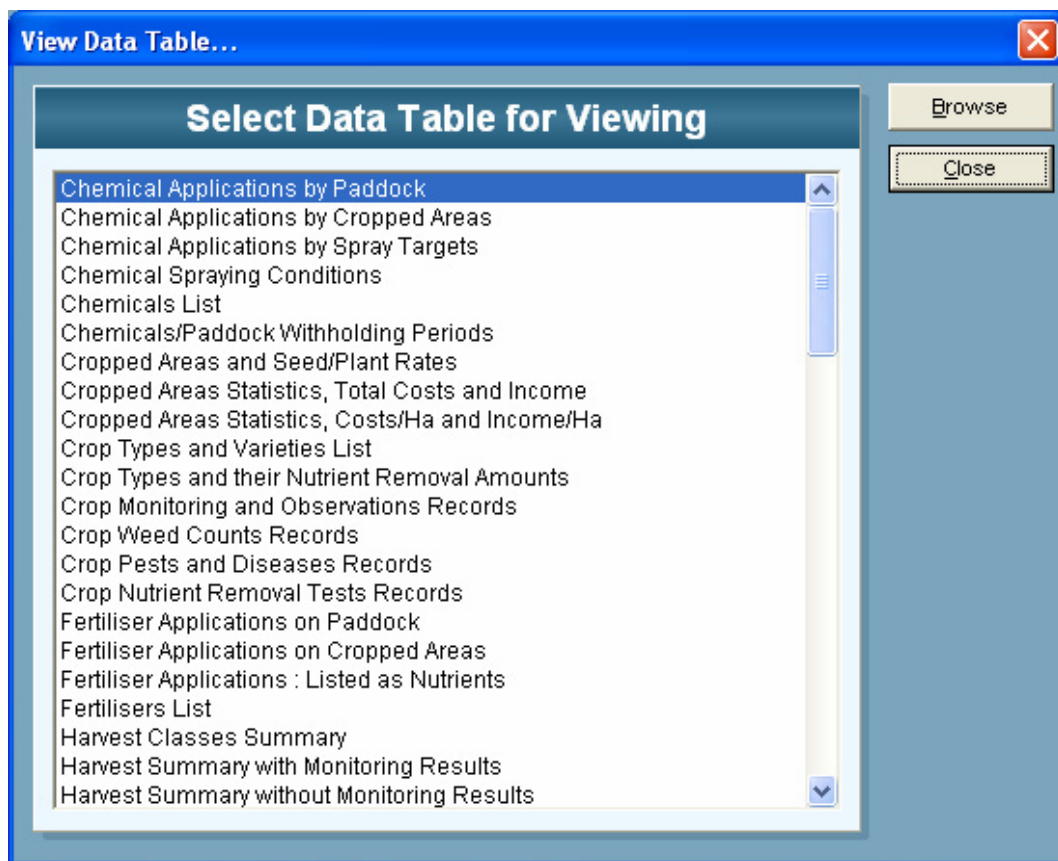 View Data Table...
Select Data Table for Viewing
Browse
Close
Chemical Applications by Paddock
Chemical Applications by Cropped Areas
Chemical Applications by Spray Targets
Chemical Spraying Conditions
Chemicals List
Chemicals/Paddock Withholding Periods
Cropped Areas and Seed/Plant Rates
Cropped Areas Statistics, Total Costs and Income
Cropped Areas Statistics, Costs/Ha and Income/Ha
Crop Types and Varieties List
Crop Types and their Nutrient Removal Amounts
Crop Monitoring and Observations Records
Crop Weed Counts Records
Crop Pests and Diseases Records
Crop Nutrient Removal Tests Records
Fertiliser Applications on Paddock
Fertiliser Applications on Cropped Areas
Fertiliser Applications : Listed as Nutrients
Fertilisers List
Harvest Classes Summary
Harvest Summary with Monitoring Results
Harvest Summary without Monitoring Results